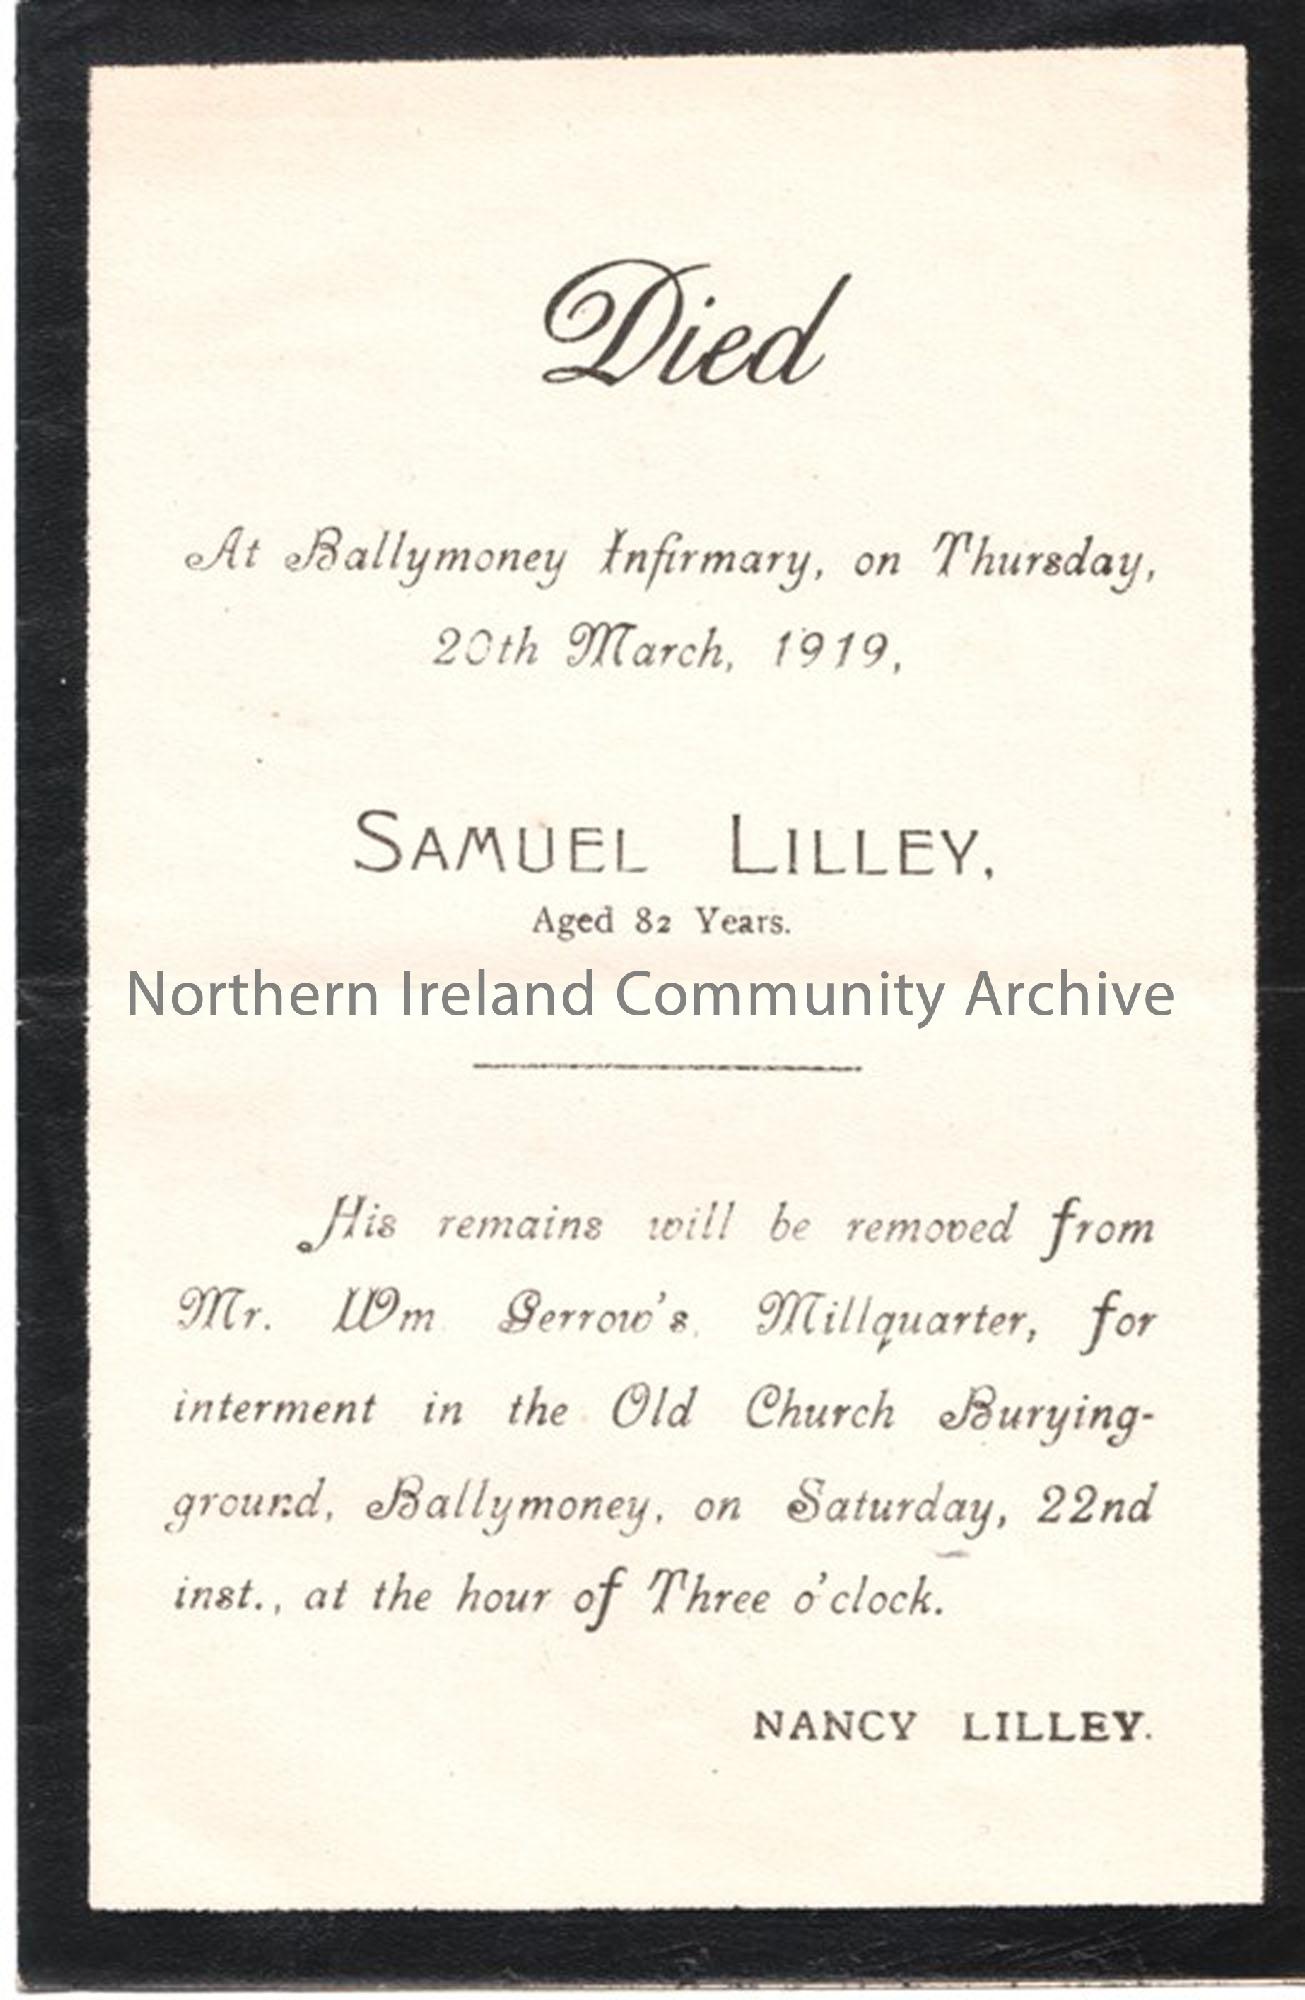 Died
At Ballymoney Infirmary, on Thursday,
20th March, 1919,
SAMUEL LILLEY,
Aged 82 Years.
Northern Ireland Community Archive
His remains will be removed from
Mr. Wm Gerrow's, Millquarter, for
interment in the Old Church Burying-
ground, Ballymoney, on Saturday, 22nd
inst., at the hour of Three o'clock.
NANCY LILLEY.